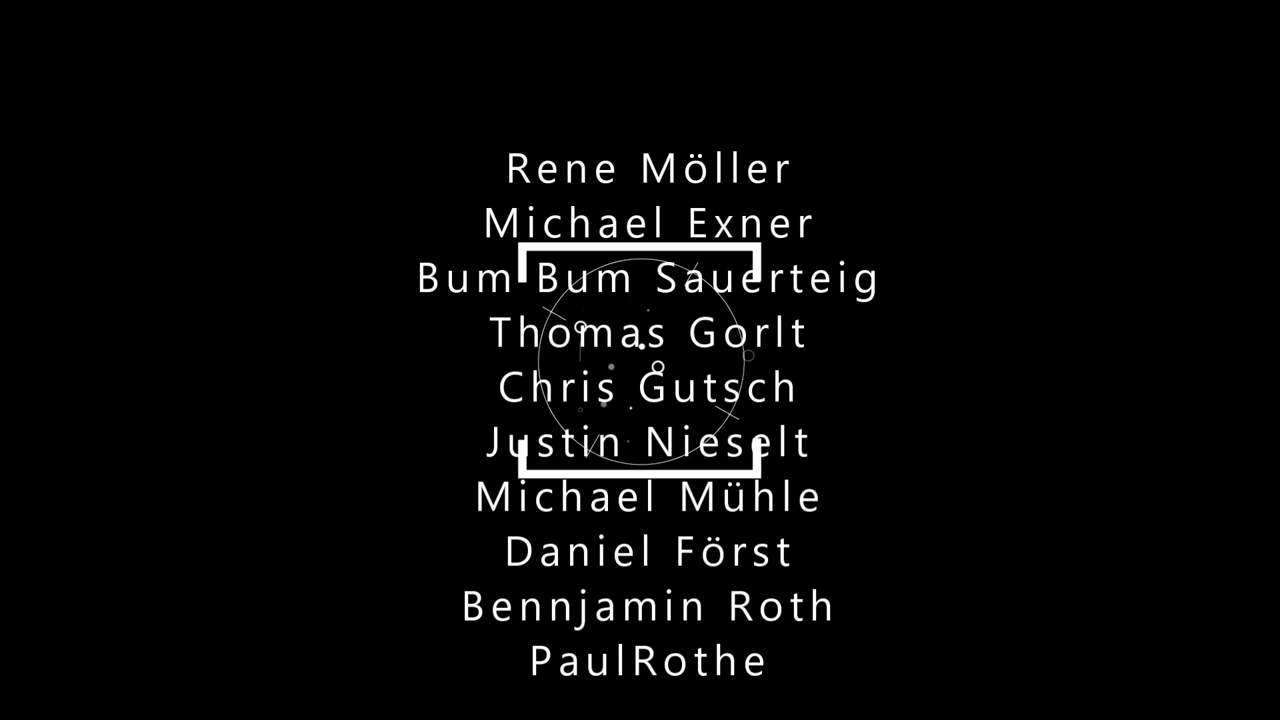 Rene Möller
Michael Exner
Bum Bum Sauerteig
Thomas Gorlt
Chris Gutsch
Justin Nieselt
Michael Mühle
Daniel Först
Bennjamin Roth
PaulRothe